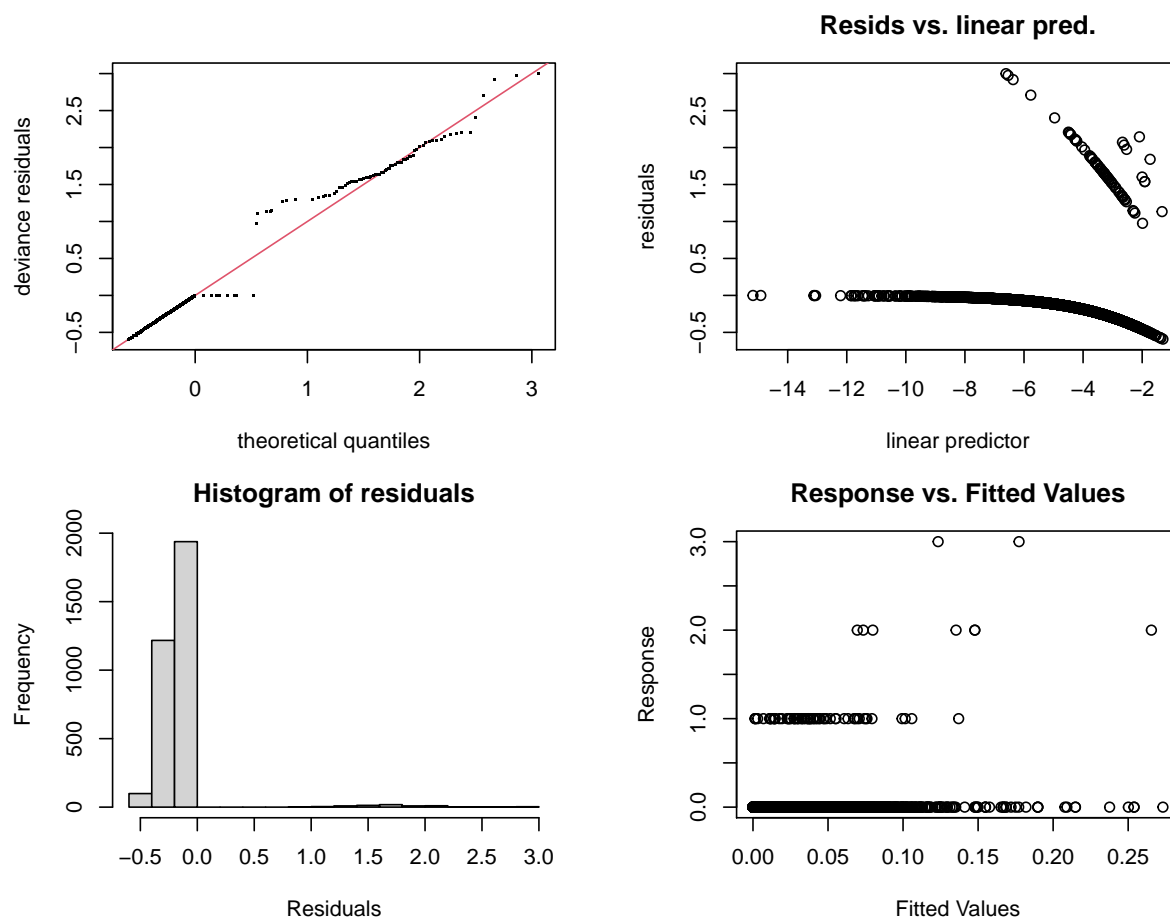 deviance residuals
−0.5 0.5 1.5 2.5
0 1 2 3
theoretical quantiles
Resids vs. linear pred.
residuals
−0.5 0.5 1.5 2.5
−14 −12 −10 −8 −6 −4 −2
linear predictor
Histogram of residuals
Frequency
0 500 1000 1500 2000
−0.5 0.0 0.5 1.0 1.5 2.0 2.5 3.0
Residuals
Response vs. Fitted Values
Response
0.0 1.0 2.0 3.0
0.00 0.05 0.10 0.15 0.20 0.25
Fitted Values